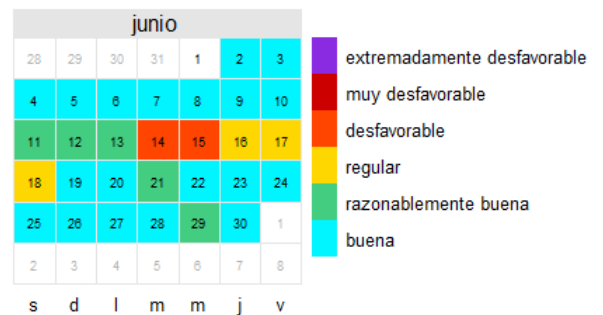 junio
28 29 30 31 1 2 3
4 5 6 7 8 9 10
11 12 13 14 15 16 17
18 19 20 21 22 23 24
25 26 27 28 29 30 1
2 3 4 5 6 7 8
s d l m m j v
extremadamente desfavorable
muy desfavorable
desfavorable
regular
razonablemente buena
buena